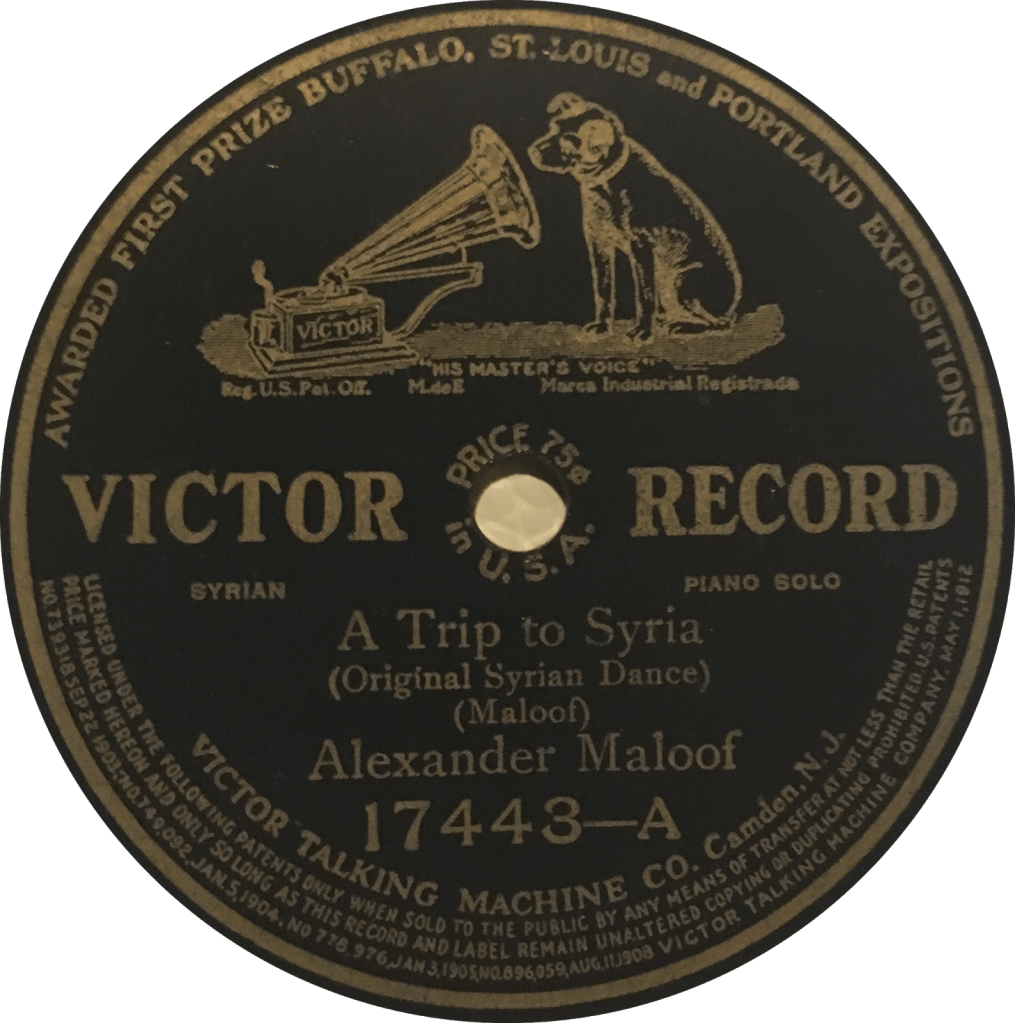 AWARDED FIRST PRIZE BUFFALO, ST. LOUIS and PORTLAND EXPOSITIONS
VICTOR
"HIS MASTER'S VOICE"
Reg. U.S. Pat. Off. M.deE Marca Industrial Registrada
PRICE 75¢
in U.S.A.
VICTOR RECORD
SYRIAN PIANO SOLO
A Trip to Syria
(Original Syrian Dance)
(Maloof)
Alexander Maloof
17443—A
VICTOR TALKING MACHINE CO. Camden, N.J.
LICENSED UNDER THE FOLLOWING PATENTS ONLY WHEN SOLD TO THE PUBLIC BY ANY MEANS OF TRANSFER AT NOT LESS THAN THE RETAIL
PRICE MARKED HEREON AND ONLY SO LONG AS THIS RECORD AND LABEL REMAIN UNALTERED COPYING OR DUPLICATING PROHIBITED. U.S. PATENTS
NO. 739318 SEP 22, 1903, NO. 749,092, JAN. 5, 1904, NO 778 976, JAN 3, 1905, NO. 896,059, AUG. 11, 1908 VICTOR TALKING MACHINE COMPANY. MAY 1, 1912